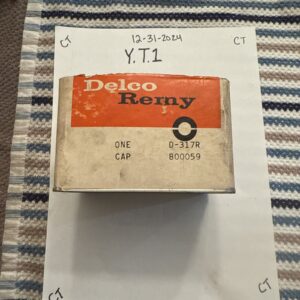 CT
12-31-2024
CT
Y.T.1
Delco
Remy
ONE D-317R
CAP 800059
CT
CT